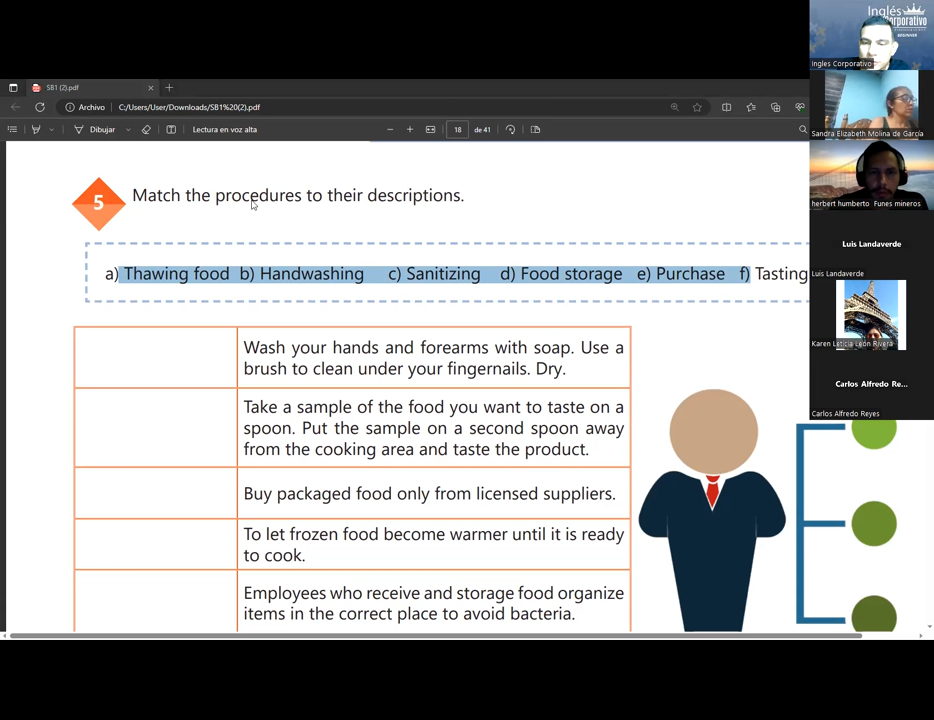 Inglés
Corporativo
BEGINNER
Ingles Corporativo
SB1 (2).pdf
Archivo
C:/Users/User/Downloads/SB1%20(2).pdf
Sandra Elizabeth Molina de García
Dibujar
Lectura en voz alta
18
de 41
5
Match the procedures to their descriptions.
herbert humberto Funes mineros
Luis Landaverde
Luis Landaverde
a) Thawing food b) Handwashing c) Sanitizing d) Food storage e) Purchase f) Tasting
Karen Leticia León Rivera
Wash your hands and forearms with soap. Use a
brush to clean under your fingernails. Dry.
Carlos Alfredo Re...
Carlos Alfredo Reyes
Take a sample of the food you want to taste on a
spoon. Put the sample on a second spoon away
from the cooking area and taste the product.
Buy packaged food only from licensed suppliers.
To let frozen food become warmer until it is ready
to cook.
Employees who receive and storage food organize
items in the correct place to avoid bacteria.